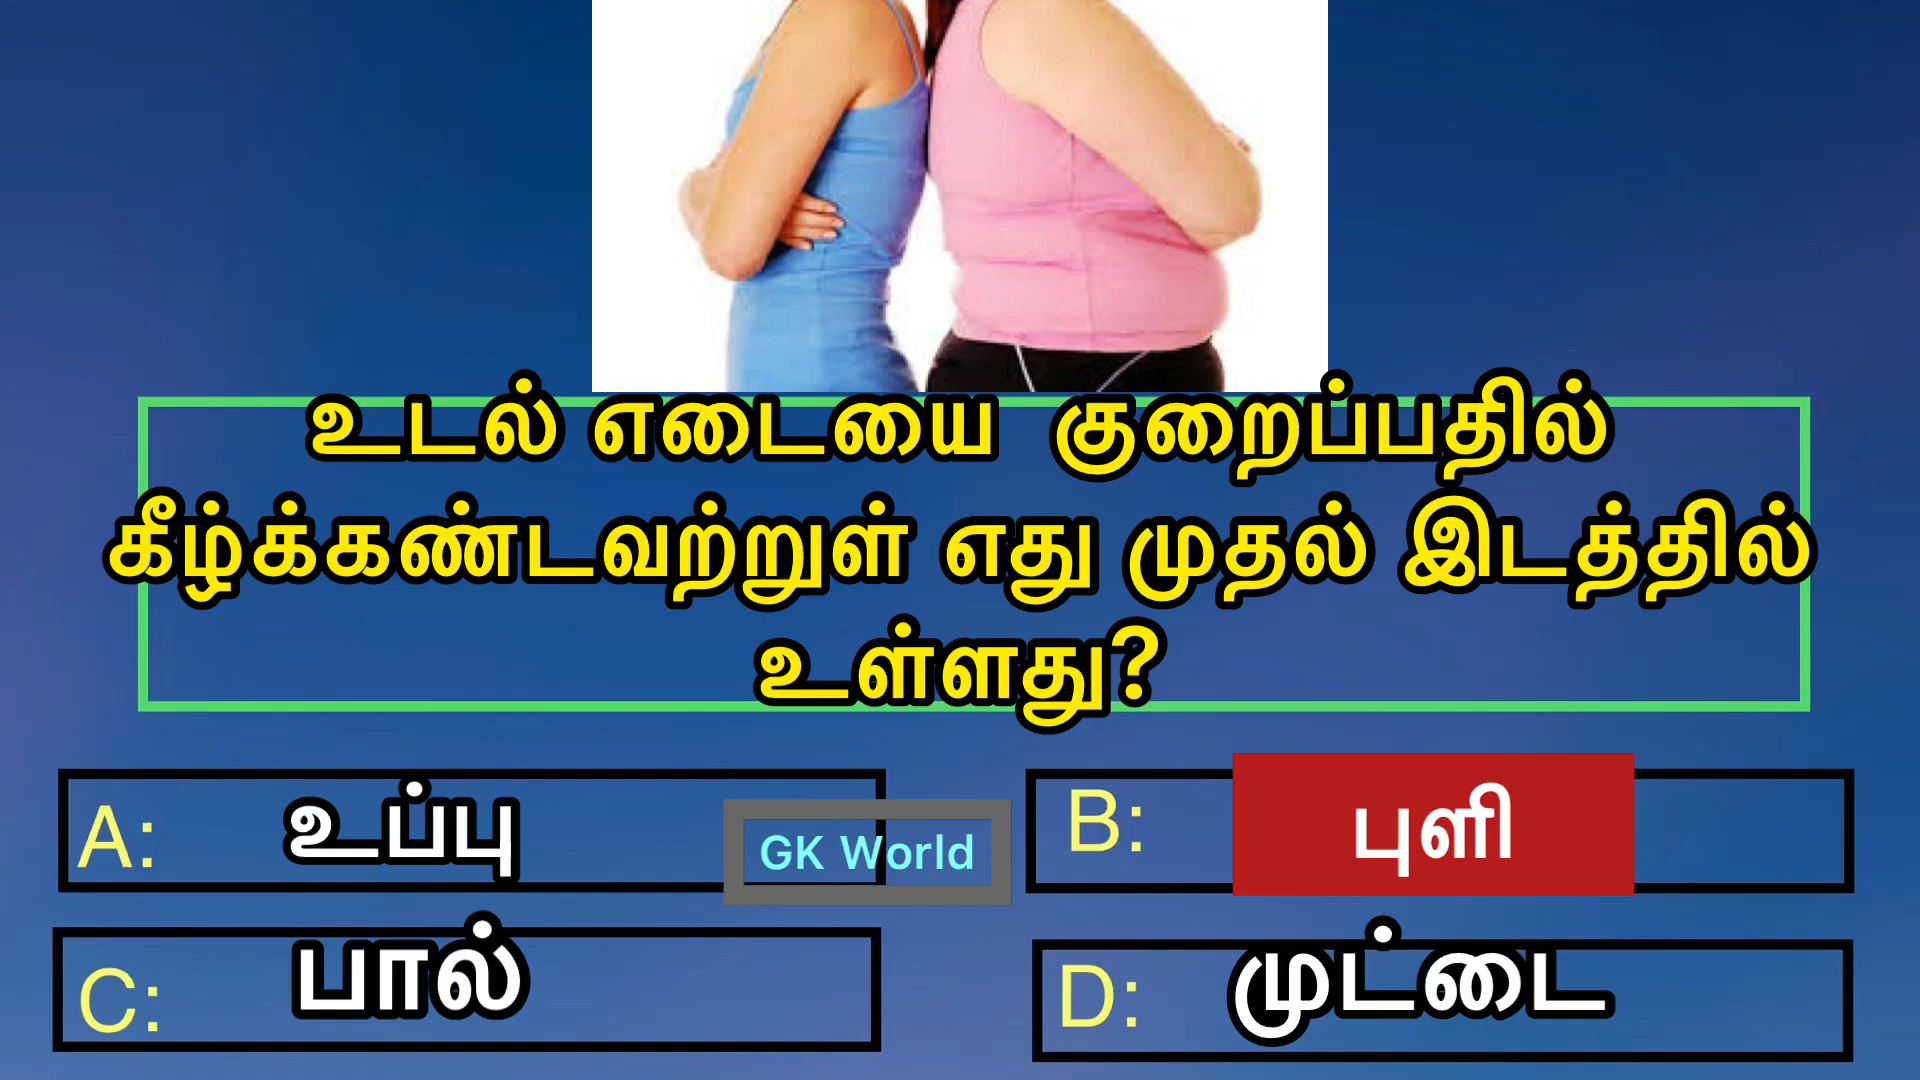 உடல் எடையை குறைப்பதில்
கீழ்க்கண்டவற்றுள் எது முதல் இடத்தில்
உள்ளது?
A: உப்பு
B: புளி
GK World
C: பால்
D: முட்டை